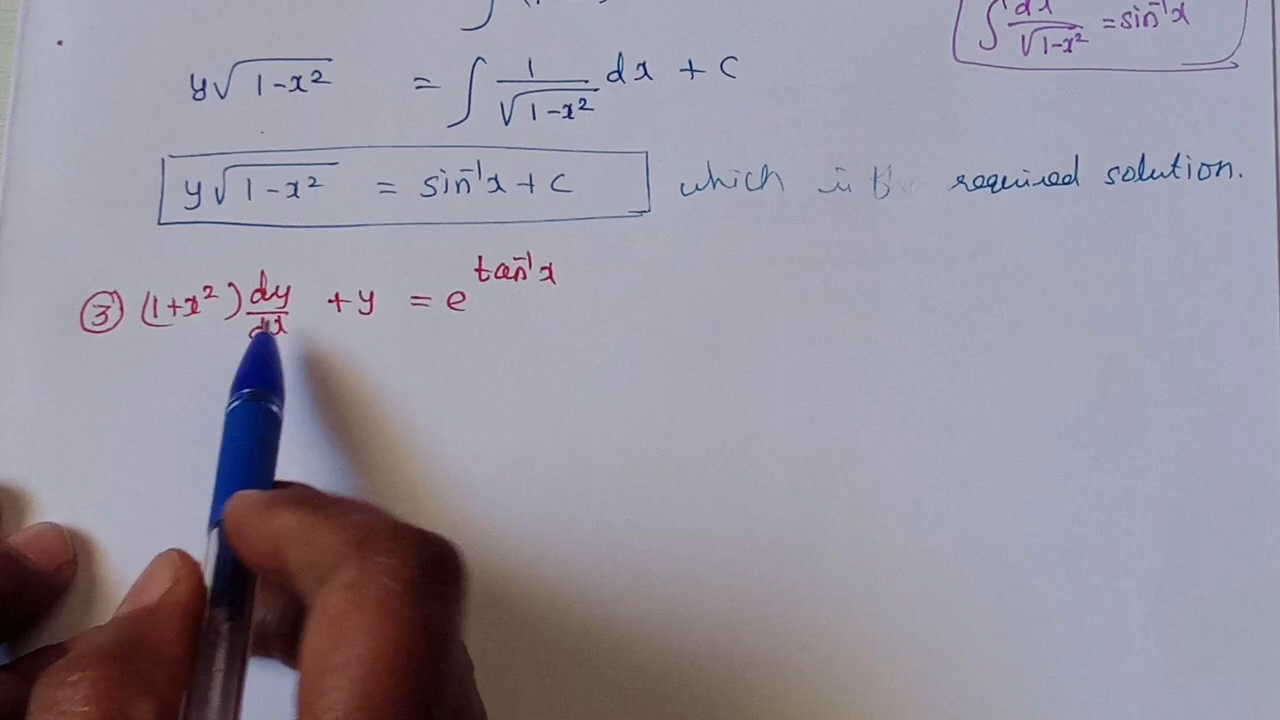 ∫ dx/√(1-x²) = sin⁻¹x
y√(1-x²) = ∫ 1/√(1-x²) dx + C
y√(1-x²) = sin⁻¹x + C which is the required solution.
③ (1+x²) dy/dx + y = e^(tan⁻¹x)